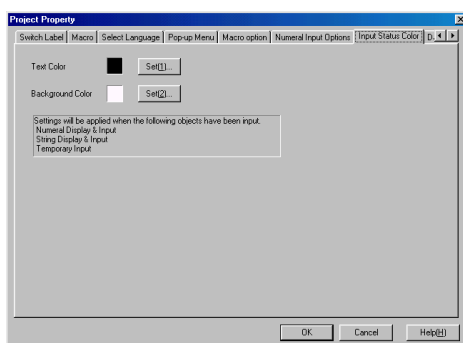 Project Property
Switch Label Macro Select Language Pop-up Menu Macro option Numeral Input Options Input Status Color D.
Text Color Set(1)...
Background Color Set(2)...
Settings will be applied when the following objects have been input.
Numeral Display & Input
String Display & Input
Temporary Input
OK Cancel Help(H)